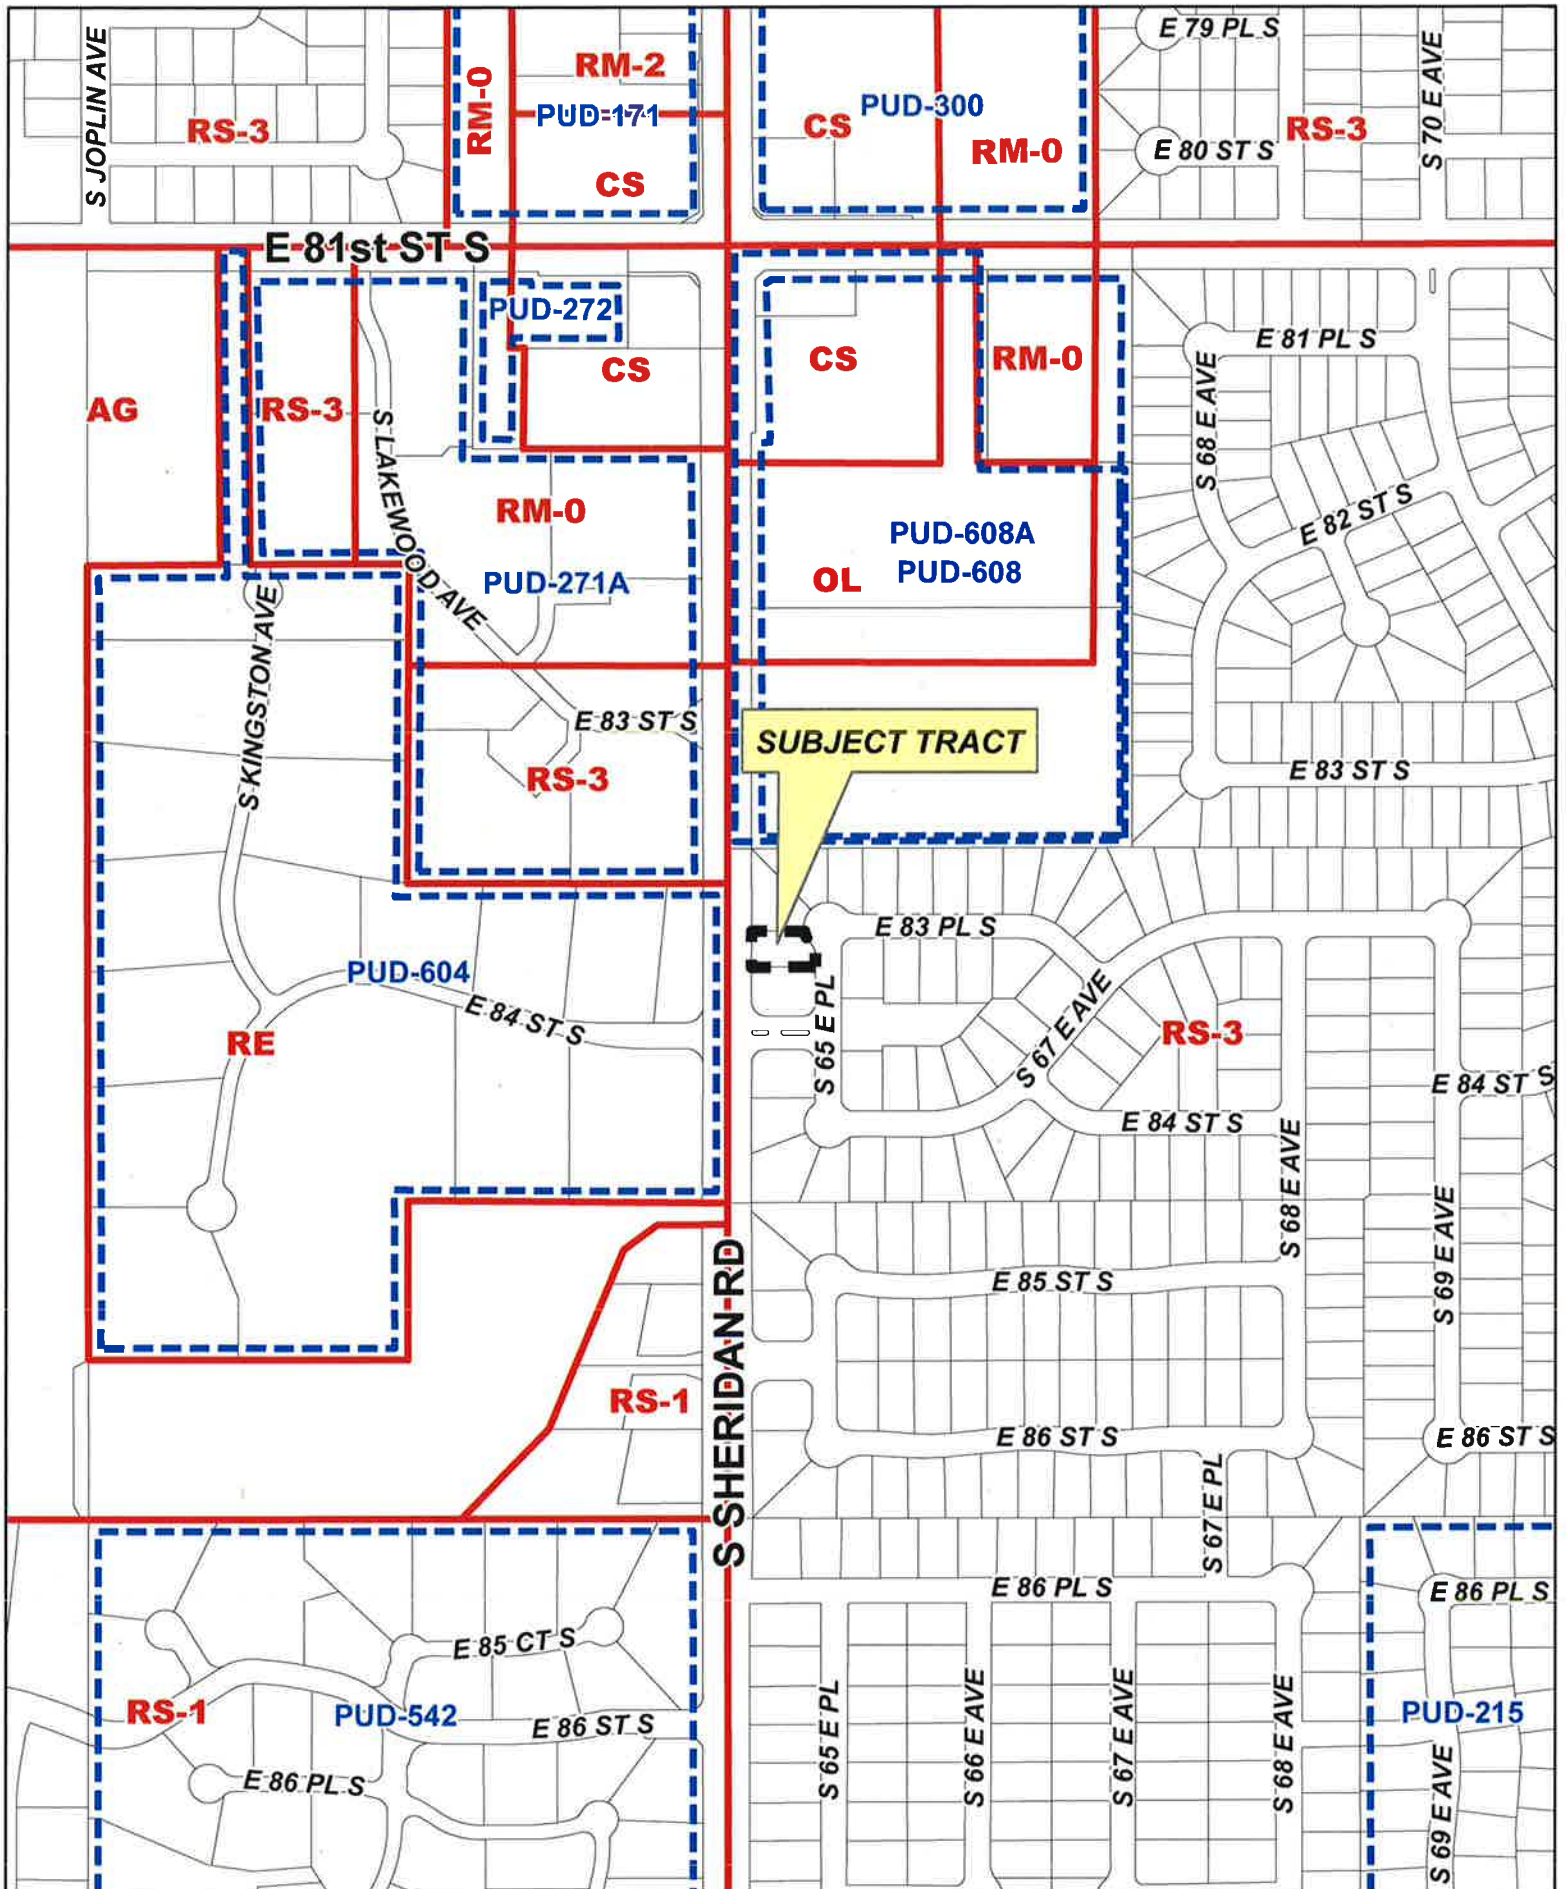 E 79 PL S
S JOPLIN AVE
RS-3
RM-0
RM-2
PUD-171
CS
CS
PUD-300
RM-0
E 80 ST S
RS-3
S 70 E AVE
E 81st ST S
AG
RS-3
S LAKEWOOD AVE
PUD-272
CS
CS
RM-0
E 81 PL S
S 68 E AVE
E 82 ST S
RM-0
PUD-271A
PUD-608A
PUD-608
OL
S KINGSTON AVE
E 83 ST S
RS-3
SUBJECT TRACT
E 83 ST S
E 83 PL S
PUD-604
E 84 ST S
RE
S 65 E PL
S 67 E AVE
RS-3
E 84 ST S
E 84 ST S
S 68 E AVE
S 69 E AVE
E 85 ST S
S SHERIDAN RD
RS-1
E 86 ST S
E 86 ST S
S 67 E PL
E 86 PL S
E 86 PL S
E 85 CT S
RS-1
PUD-542
E 86 ST S
E 86 PL S
S 65 E PL
S 66 E AVE
S 67 E AVE
S 68 E AVE
PUD-215
S 69 E AVE